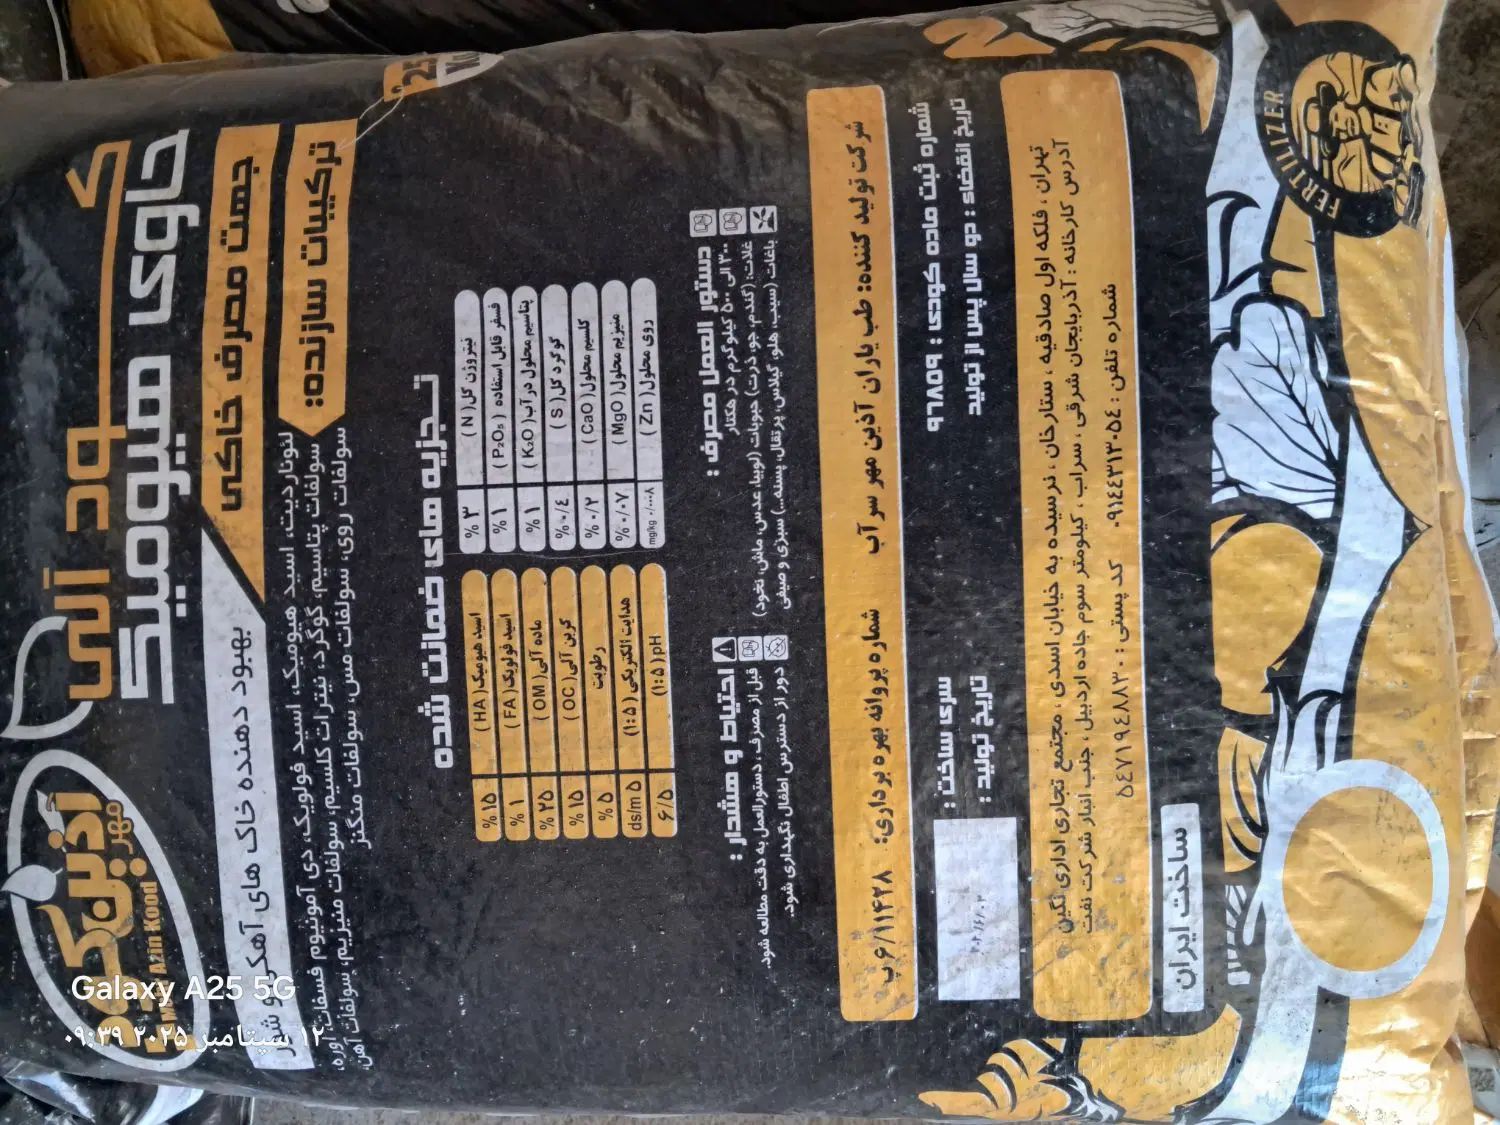 مهر
آذین کود
Azin Kood
کود آلی
حاوی هیومیک
جهت مصرف خاکی
بهبود دهنده خاک های آهکی و شور
ترکیبات سازنده:
لئوناردیت، اسید هیومیک، اسید فولویک، دی آمونیوم فسفات، اوره
سولفات پتاسیم، گوگرد، نیترات کلسیم، سولفات منیزیم، سولفات آهن
سولفات روی، سولفات مس، سولفات منگنز
25
تجزیه های ضمانت شده
نیتروژن کل ( N ) ۳ %
فسفر قابل استفاده ( P₂O₅ ) ۱ %
پتاسیم محلول در آب ( K₂O ) ۱ %
گوگرد کل ( S ) ۰/٤ %
کلسیم محلول ( CaO ) ۰/۲ %
منیزیم محلول ( MgO ) ۰/۰۷ %
روی محلول ( Zn ) mg/kg
اسید هیومیک ( HA ) ۱۵ %
اسید فولویک ( FA ) ۱ %
ماده آلی ( OM ) ۲۵ %
کربن آلی ( OC ) ۱۵ %
رطوبت ۵ %
هدایت الکتریکی (۱:۵) ds/m ۵
pH (۱:۵) ۶/۵
دستور العمل مصرف :
۳۰۰ الی ۵۰۰ کیلوگرم در هکتار
غلات: (گندم، جو، ذرت) حبوبات (لوبیا عدس، ماش، نخود)
باغات (سیب، هلو، گیلاس، پرتقال، پسته...) سبزی و صیفی
احتیاط و هشدار :
قبل از مصرف، دستورالعمل به دقت مطالعه شود.
دور از دسترس اطفال نگهداری شود.
شرکت تولید کننده: طب یاران آذین مهر سرآب
شماره پروانه بهره برداری: ۶/۱۱۴۲۸ب
شماره ثبت ماده کودی : ۹٦۸٥۹
تاریخ انقضاء : دو سال پس از تولید
سری ساخت :
تاریخ تولید :
تهران ، فلکه اول صادقیه ، ستارخان ، نرسیده به خیابان اسدی ، مجتمع تجاری اداری نگین
آدرس کارخانه : آذربایجان شرقی ، سراب ، کیلومتر سوم جاده اردبیل ، جنب انبار شرکت نفت
شماره تلفن : ۰۹۱٤٤۳۱۳۰٥٤ کد پستی : ٥٤۷۱۹٤۸۸۳۰
ساخت ایران
FERTILIZER
Galaxy A25 5G
۱۲ سپتامبر ۲۰۲۵ ۰۹:۳۹